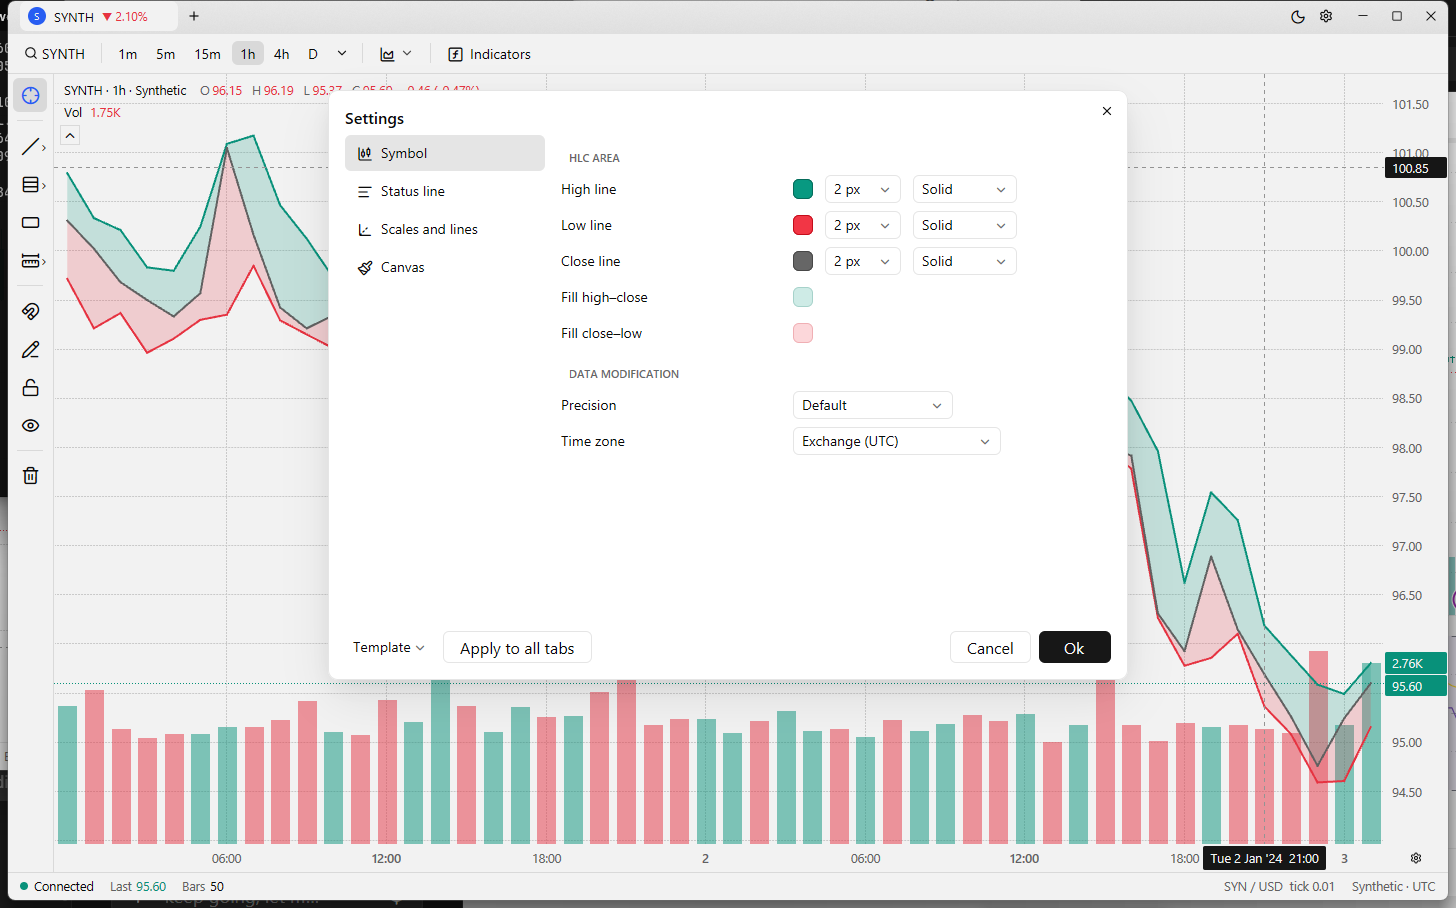 SYNTH ▼2.10% +
SYNTH 1m 5m 15m 1h 4h D Indicators
SYNTH · 1h · Synthetic O 96.15 H 96.19 L 95.37
Vol 1.75K
Settings
Symbol
Status line
Scales and lines
Canvas
HLC AREA
High line 2 px Solid
Low line 2 px Solid
Close line 2 px Solid
Fill high–close
Fill close–low
DATA MODIFICATION
Precision Default
Time zone Exchange (UTC)
Template Apply to all tabs Cancel Ok
101.50
101.00
100.85
100.50
100.00
99.50
99.00
98.50
98.00
97.50
97.00
96.50
2.76K
95.60
95.00
94.50
06:00 12:00 18:00 2 06:00 12:00 18:00 Tue 2 Jan '24 21:00 3
Connected Last 95.60 Bars 50 SYN / USD tick 0.01 Synthetic · UTC